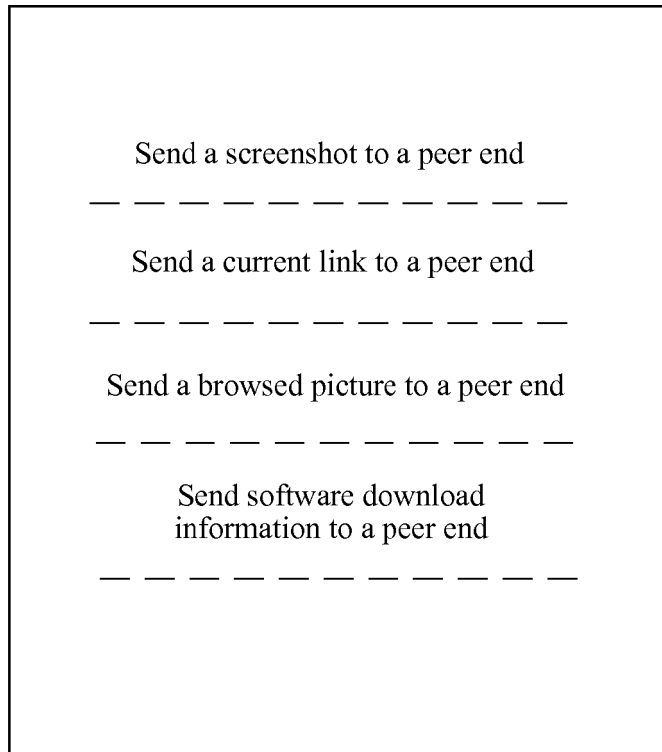 Send a screenshot to a peer end
Send a current link to a peer end
Send a browsed picture to a peer end
Send software download
information to a peer end